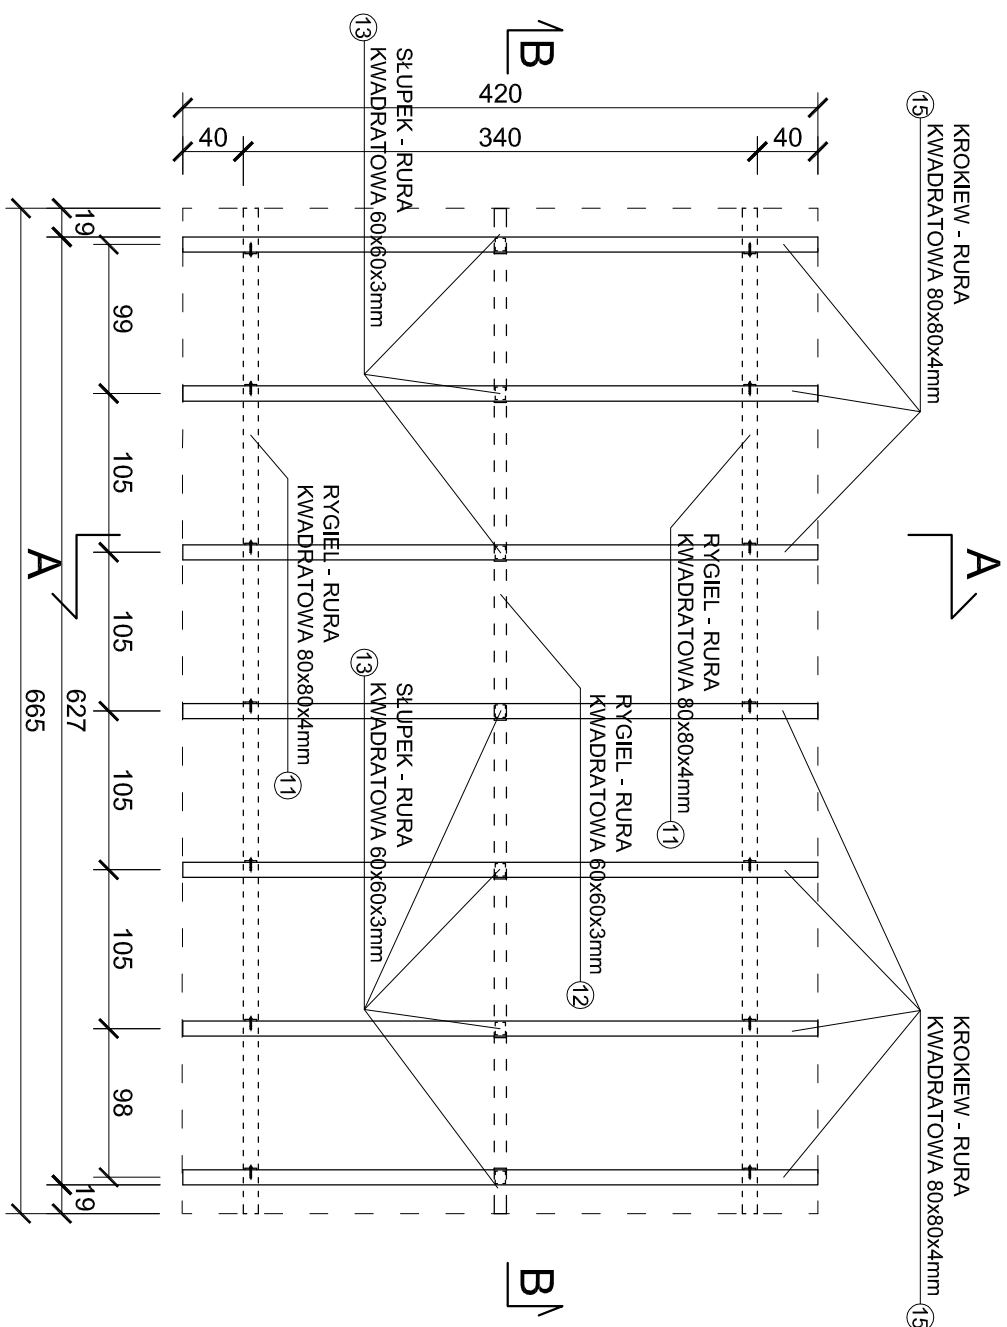 B
13
SŁUPEK - RURA
KWADRATOWA 60x60x3mm
15
KROKIEW - RURA
KWADRATOWA 80x80x4mm
420
40
340
40
19
99
105
105
105
105
98
19
627
665
A
A
RYGIEL - RURA
KWADRATOWA 80x80x4mm
11
RYGIEL - RURA
KWADRATOWA 80x80x4mm
11
RYGIEL - RURA
KWADRATOWA 60x60x3mm
12
13
SŁUPEK - RURA
KWADRATOWA 60x60x3mm
KROKIEW - RURA
KWADRATOWA 80x80x4mm
15
B